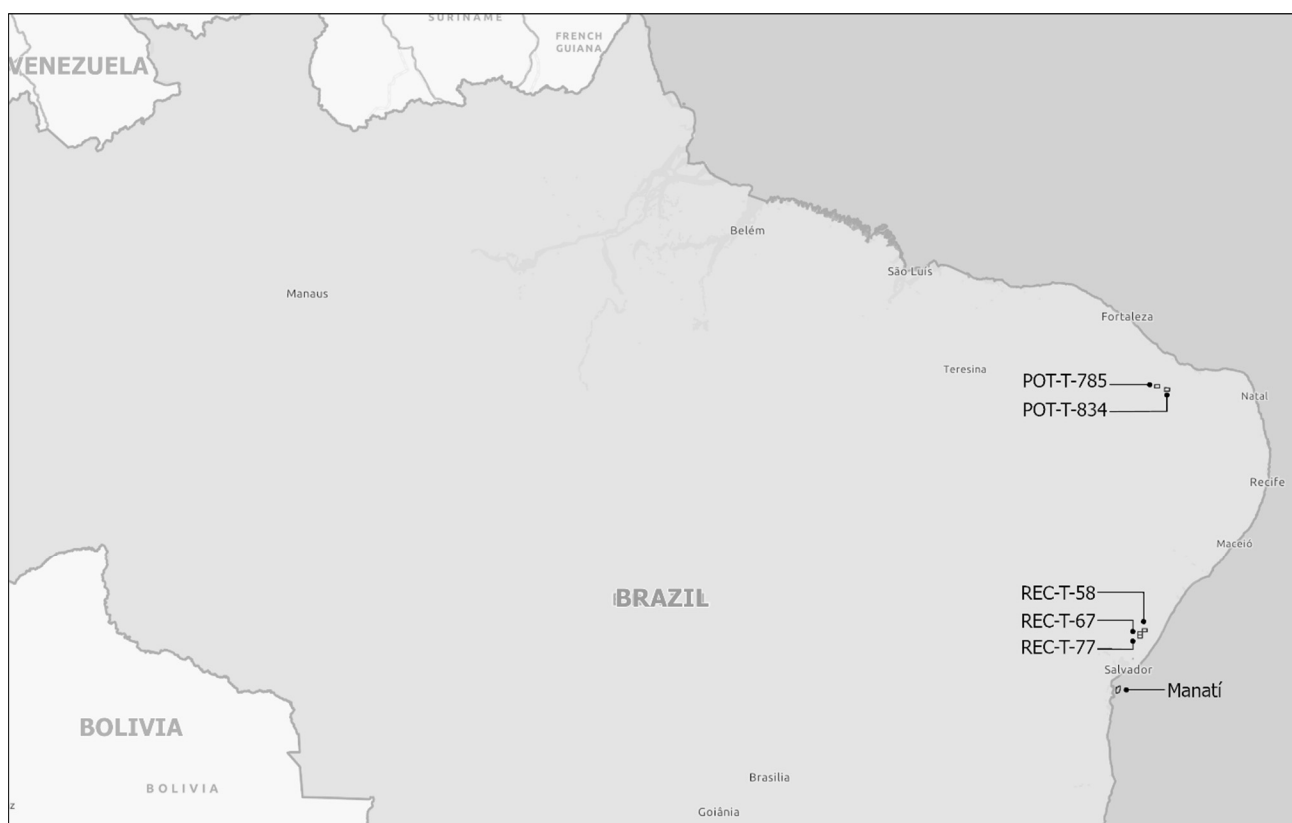 SURINAME
FRENCH
GUIANA
VENEZUELA
Belém
São Luís
Manaus
Fortaleza
Teresina
POT-T-785
Natal
POT-T-834
Recife
Maceió
REC-T-58
BRAZIL
REC-T-67
REC-T-77
Salvador
Manatí
BOLIVIA
Brasilia
BOLIVIA
z
Goiânia